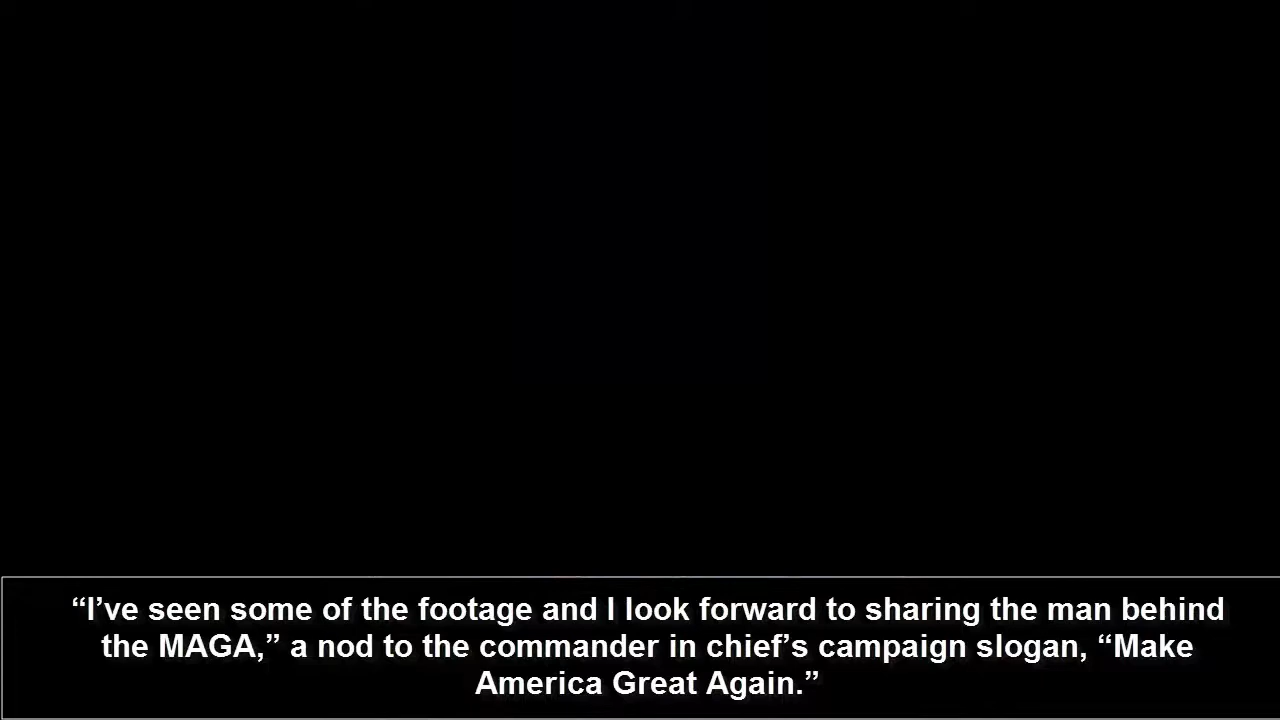 “I’ve seen some of the footage and I look forward to sharing the man behind
the MAGA,” a nod to the commander in chief’s campaign slogan, “Make
America Great Again.”